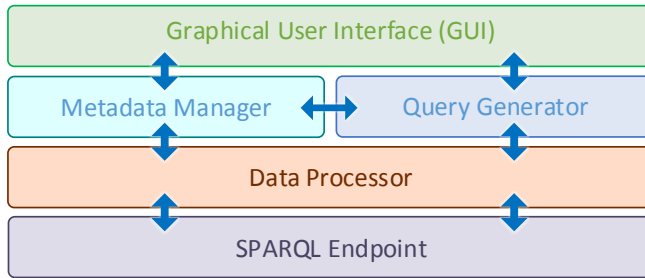 Graphical User Interface (GUI)
Metadata Manager
Query Generator
Data Processor
SPARQL Endpoint